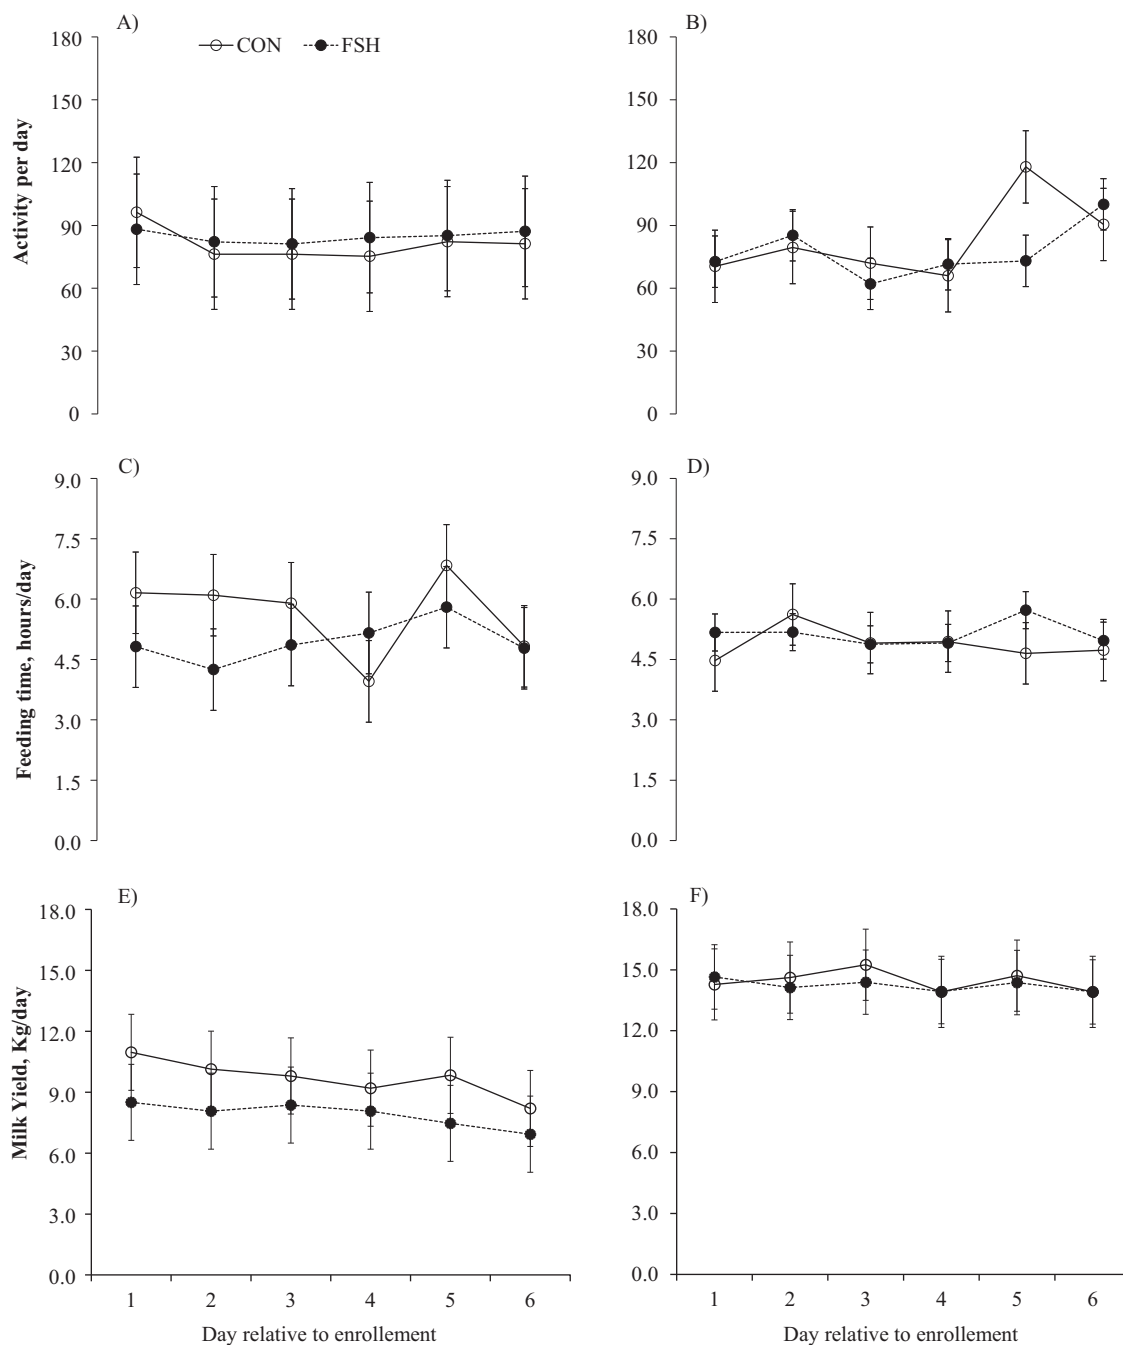 A)
CON
FSH
180
150
120
90
60
30
0
Activity per day
B)
180
150
120
90
60
30
0
C)
9.0
7.5
6.0
4.5
3.0
1.5
0.0
Feeding time, hours/day
D)
9.0
7.5
6.0
4.5
3.0
1.5
0.0
E)
18.0
15.0
12.0
9.0
6.0
3.0
0.0
Milk Yield, Kg/day
1 2 3 4 5 6
Day relative to enrollement
F)
18.0
15.0
12.0
9.0
6.0
3.0
0.0
1 2 3 4 5 6
Day relative to enrollement